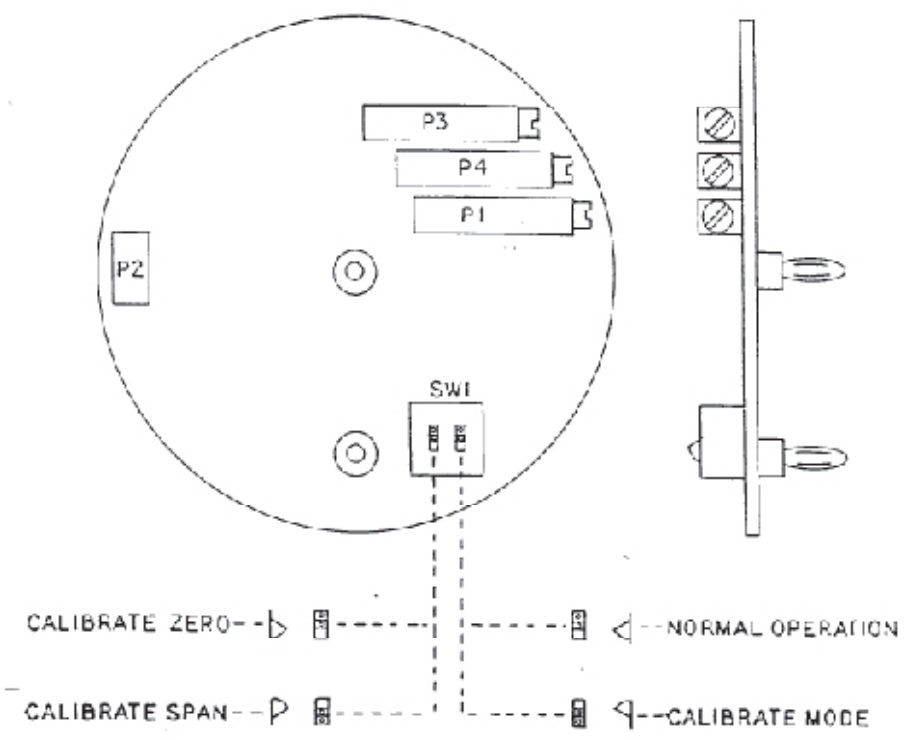 P3
P4
P1
P2
SW1
CALIBRATE ZERO
NORMAL OPERATION
CALIBRATE SPAN
CALIBRATE MODE